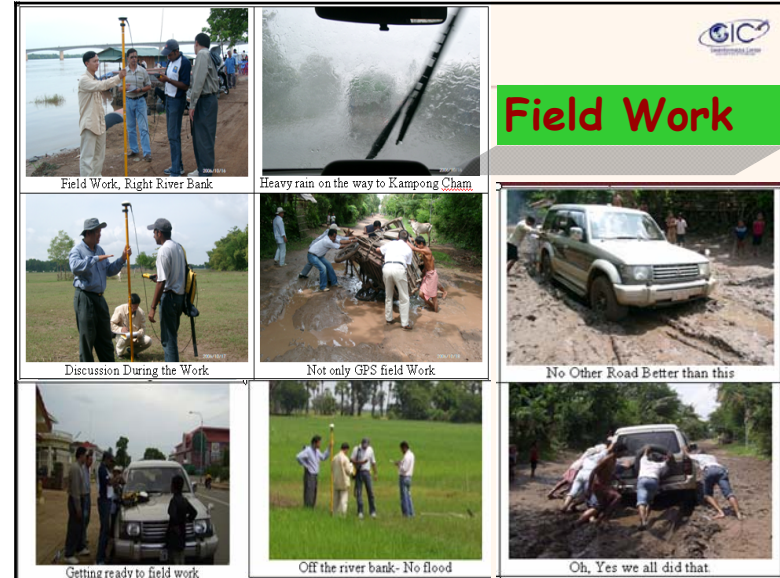 GIC
Field Work
Field Work, Right River Bank
Heavy rain on the way to Kampong Cham
Discussion During the Work
Not only GPS field Work
No Other Road Better than this
Getting ready to field work
Off the river bank- No flood
Oh, Yes we all did that.